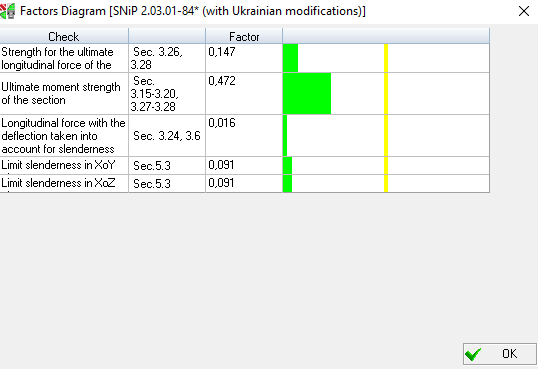 Factors Diagram [SNiP 2.03.01-84* (with Ukrainian modifications)]
Check Factor
Strength for the ultimate
longitudinal force of the
Sec. 3.26,
3.28
0,147
Ultimate moment strength
of the section
Sec.
3.15-3.20,
3.27-3.28
0,472
Longitudinal force with the
deflection taken into
account for slenderness
Sec. 3.24, 3.6
0,016
Limit slenderness in XoY
Sec.5.3
0,091
Limit slenderness in XoZ
Sec.5.3
0,091
OK